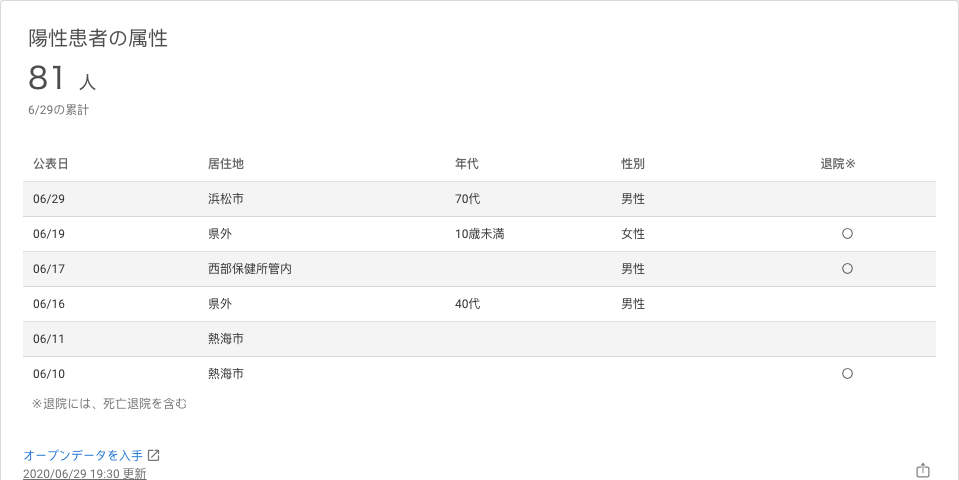 陽性患者の属性
81 人
6/29の累計
公表日 居住地 年代 性別 退院※
06/29 浜松市 70代 男性
06/19 県外 10歳未満 女性 〇
06/17 西部保健所管内 男性 〇
06/16 県外 40代 男性
06/11 熱海市
06/10 熱海市 〇
※退院には、死亡退院を含む
オープンデータを入手
2020/06/29 19:30 更新